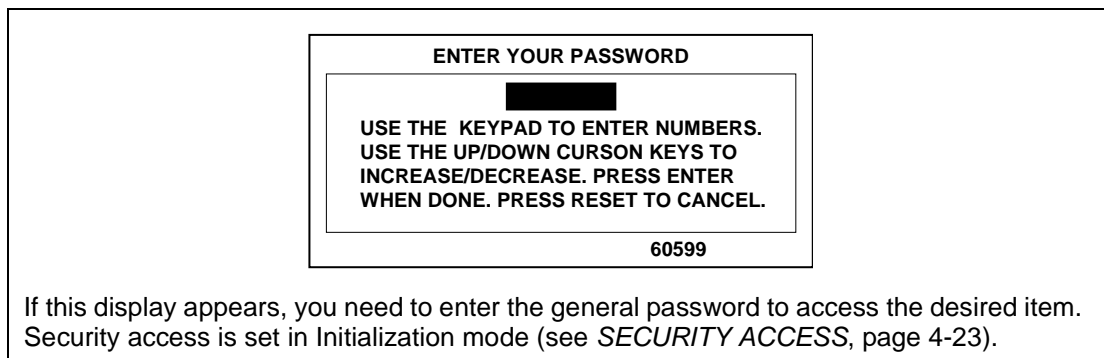 ENTER YOUR PASSWORD
USE THE  KEYPAD TO ENTER NUMBERS.
USE THE UP/DOWN CURSON KEYS TO
INCREASE/DECREASE. PRESS ENTER
WHEN DONE. PRESS RESET TO CANCEL.
60599
If this display appears, you need to enter the general password to access the desired item.
Security access is set in Initialization mode (see SECURITY ACCESS, page 4-23).